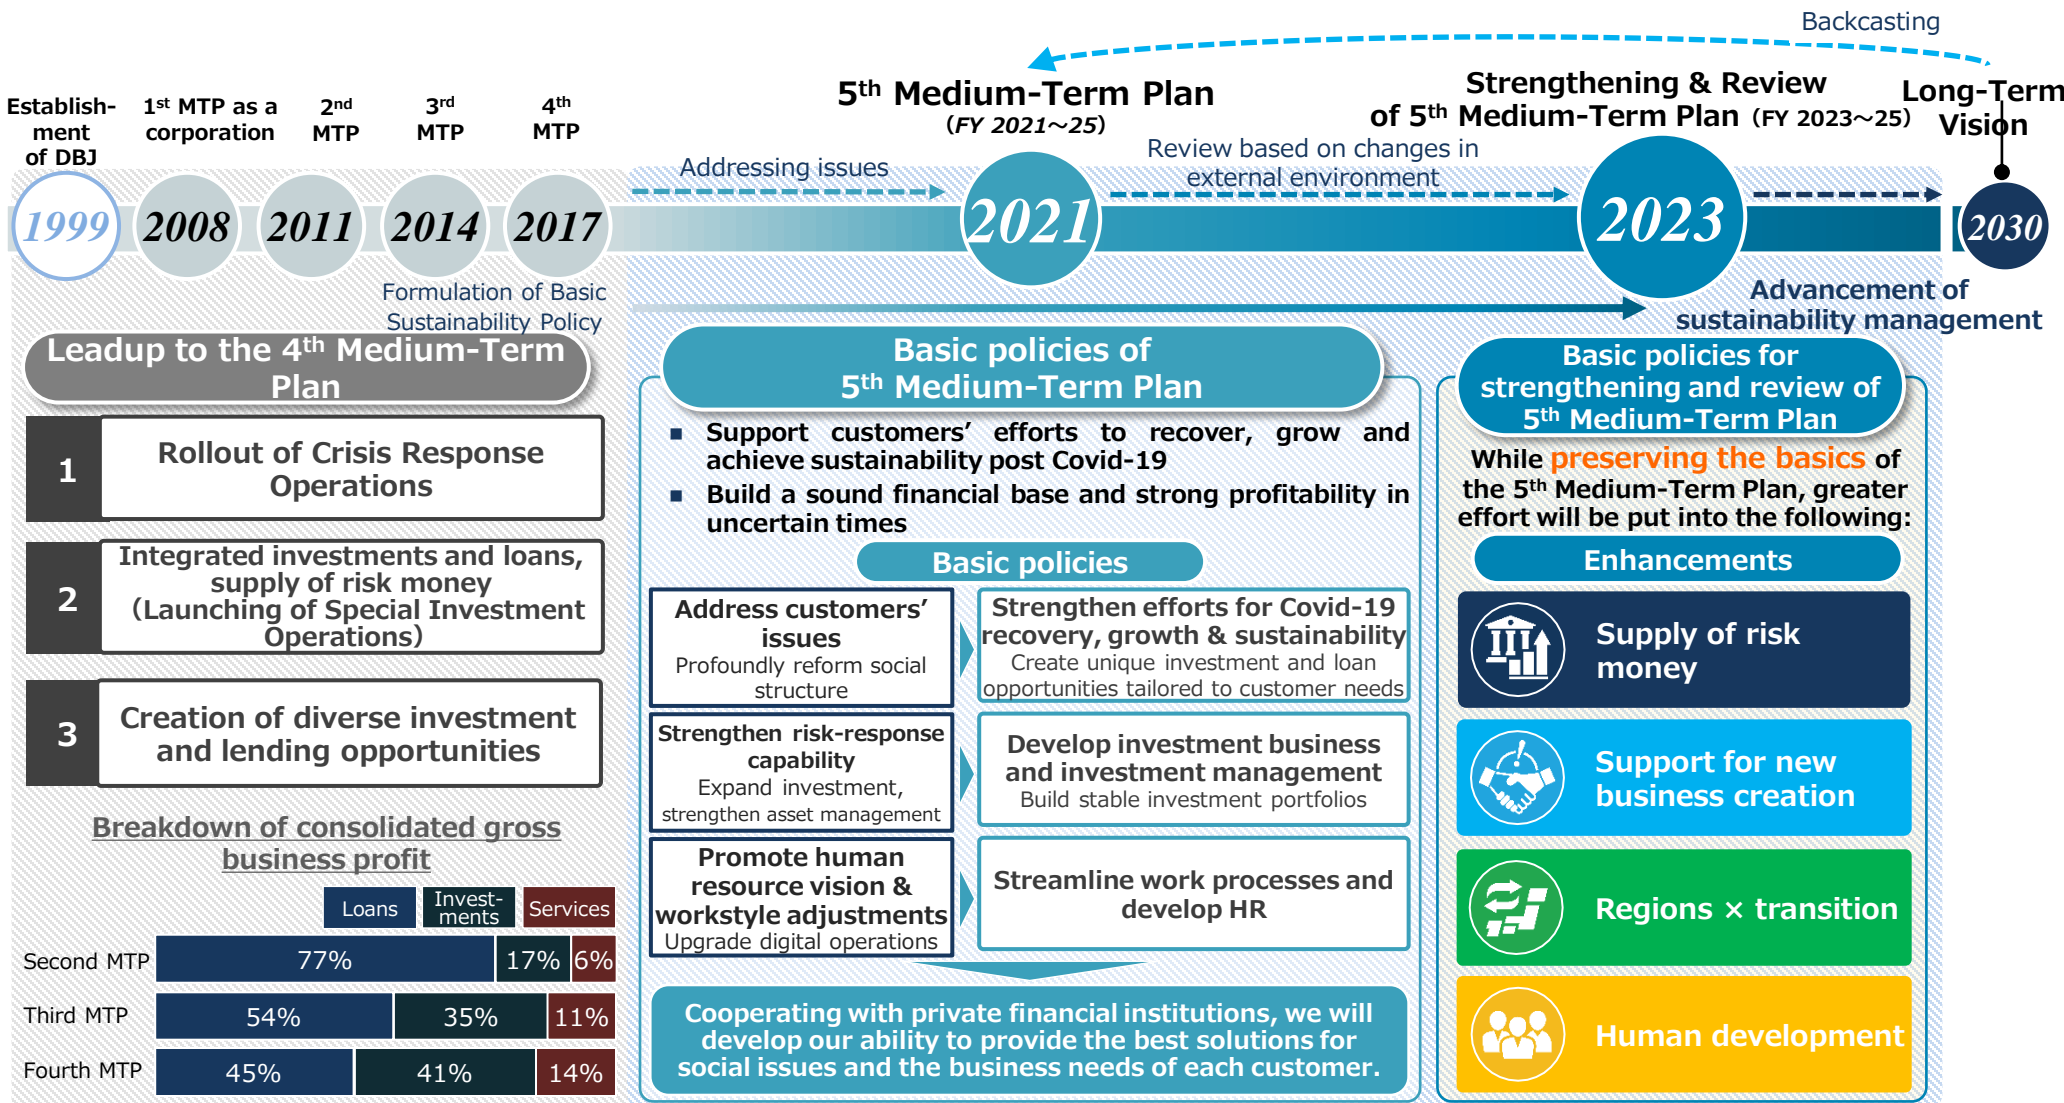 Backcasting
Establish-
ment
of DBJ
1st MTP as a
corporation
2nd
MTP
3rd
MTP
4th
MTP
5th Medium-Term Plan
(FY 2021～25)
Strengthening & Review
of 5th Medium-Term Plan (FY 2023～25)
Long-Term
Vision
Addressing issues
Review based on changes in
external environment
1999
2008
2011
2014
2017
2021
2023
2030
Formulation of Basic
Sustainability Policy
Advancement of
sustainability management
Leadup to the 4th Medium-Term
Plan
1
Rollout of Crisis Response
Operations
2
Integrated investments and loans,
supply of risk money
（Launching of Special Investment
Operations）
3
Creation of diverse investment
and lending opportunities
Breakdown of consolidated gross
business profit
Loans
Invest-
ments
Services
Second MTP 77% 17% 6%
Third MTP 54% 35% 11%
Fourth MTP 45% 41% 14%
Basic policies of
5th Medium-Term Plan
■ Support customers’ efforts to recover, grow and
achieve sustainability post Covid-19
■ Build a sound financial base and strong profitability in
uncertain times
Basic policies
Address customers’
issues
Profoundly reform social
structure
Strengthen efforts for Covid-19
recovery, growth & sustainability
Create unique investment and loan
opportunities tailored to customer needs
Strengthen risk-response
capability
Expand investment,
strengthen asset management
Develop investment business
and investment management
Build stable investment portfolios
Promote human
resource vision &
workstyle adjustments
Upgrade digital operations
Streamline work processes and
develop HR
Cooperating with private financial institutions, we will
develop our ability to provide the best solutions for
social issues and the business needs of each customer.
Basic policies for
strengthening and review of
5th Medium-Term Plan
While preserving the basics of
the 5th Medium-Term Plan, greater
effort will be put into the following:
Enhancements
Supply of risk
money
Support for new
business creation
Regions × transition
Human development